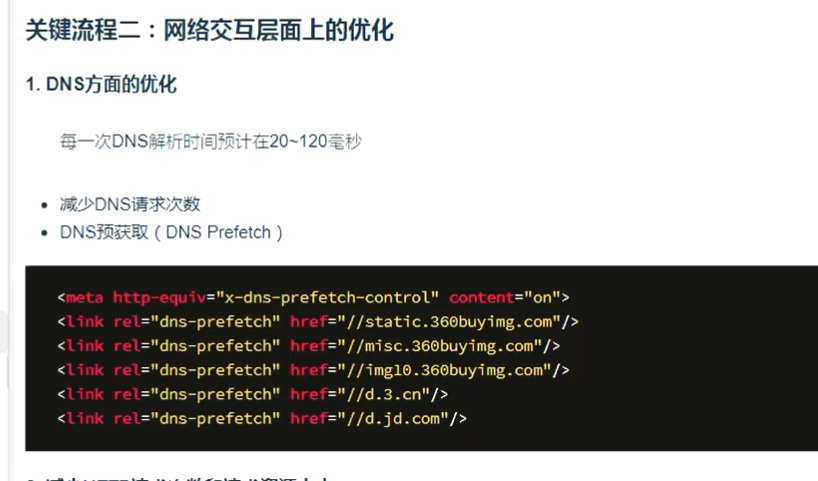 关键流程二：网络交互层面上的优化
1. DNS方面的优化
每一次DNS解析时间预计在20~120毫秒
减少DNS请求次数
DNS预获取（DNS Prefetch）
<meta http-equiv="x-dns-prefetch-control" content="on">
<link rel="dns-prefetch" href="//static.360buyimg.com"/>
<link rel="dns-prefetch" href="//misc.360buyimg.com"/>
<link rel="dns-prefetch" href="//img10.360buyimg.com"/>
<link rel="dns-prefetch" href="//d.3.cn"/>
<link rel="dns-prefetch" href="//d.jd.com"/>